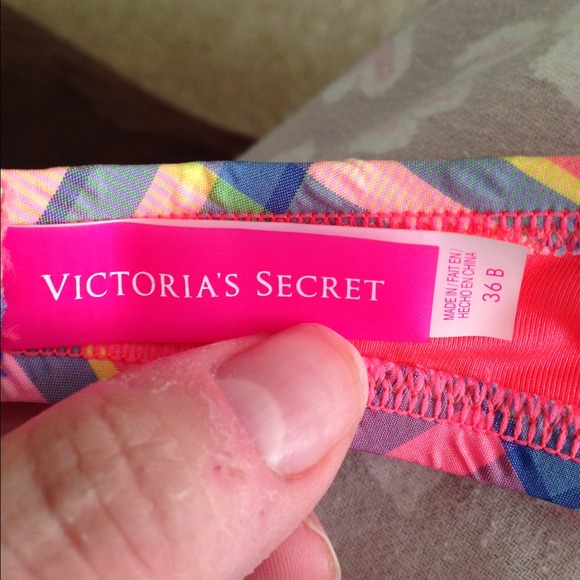 VICTORIA'S SECRET
MADE IN / FAIT EN /
HECHO EN CHINA
36 B